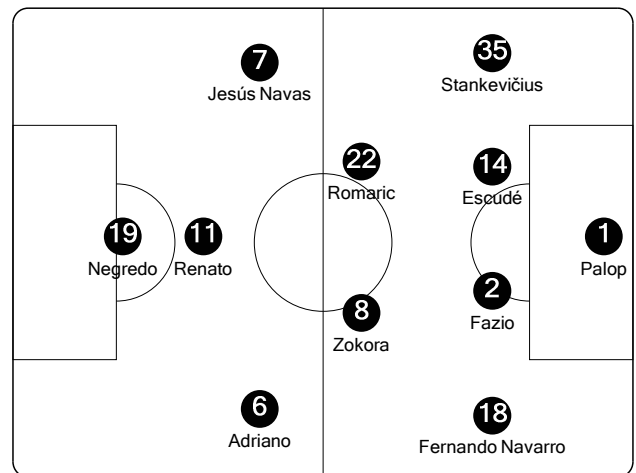 7
Jesús Navas
35
Stankevičius
22
Romaric
14
Escudé
19
Negredo
11
Renato
1
Palop
2
Fazio
8
Zokora
6
Adriano
18
Fernando Navarro